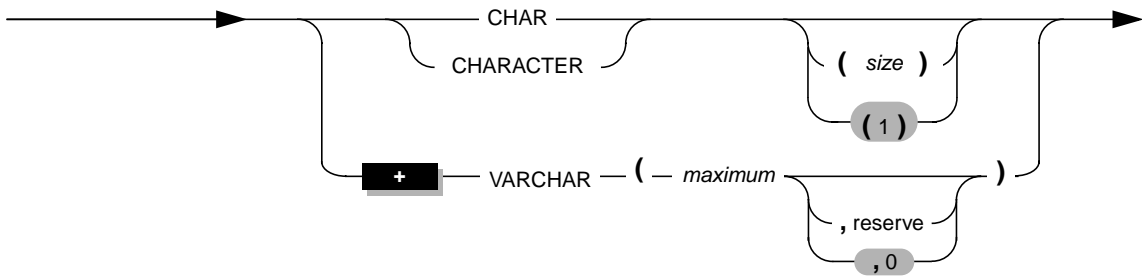 CHAR
CHARACTER
( size )
( 1 )
+ VARCHAR ( maximum )
, reserve
, 0